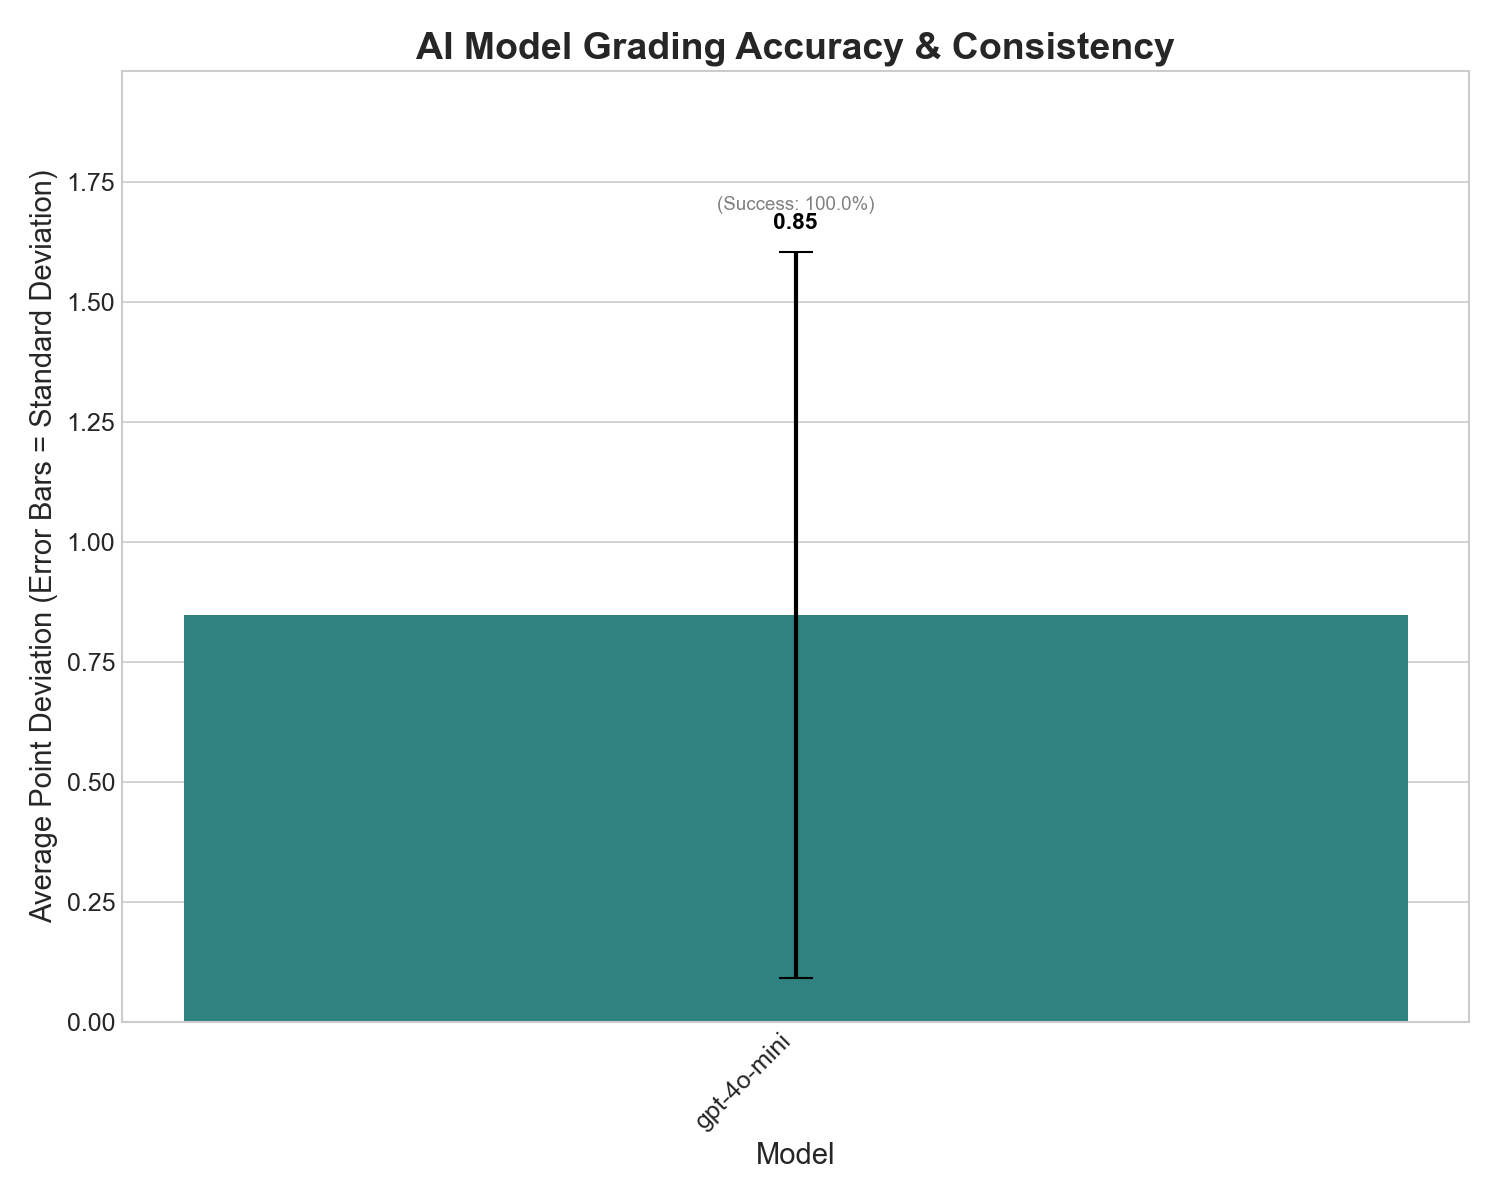 AI Model Grading Accuracy & Consistency
Average Point Deviation (Error Bars = Standard Deviation)
1.75
1.50
1.25
1.00
0.75
0.50
0.25
0.00
(Success: 100.0%)
0.85
gpt-4o-mini
Model